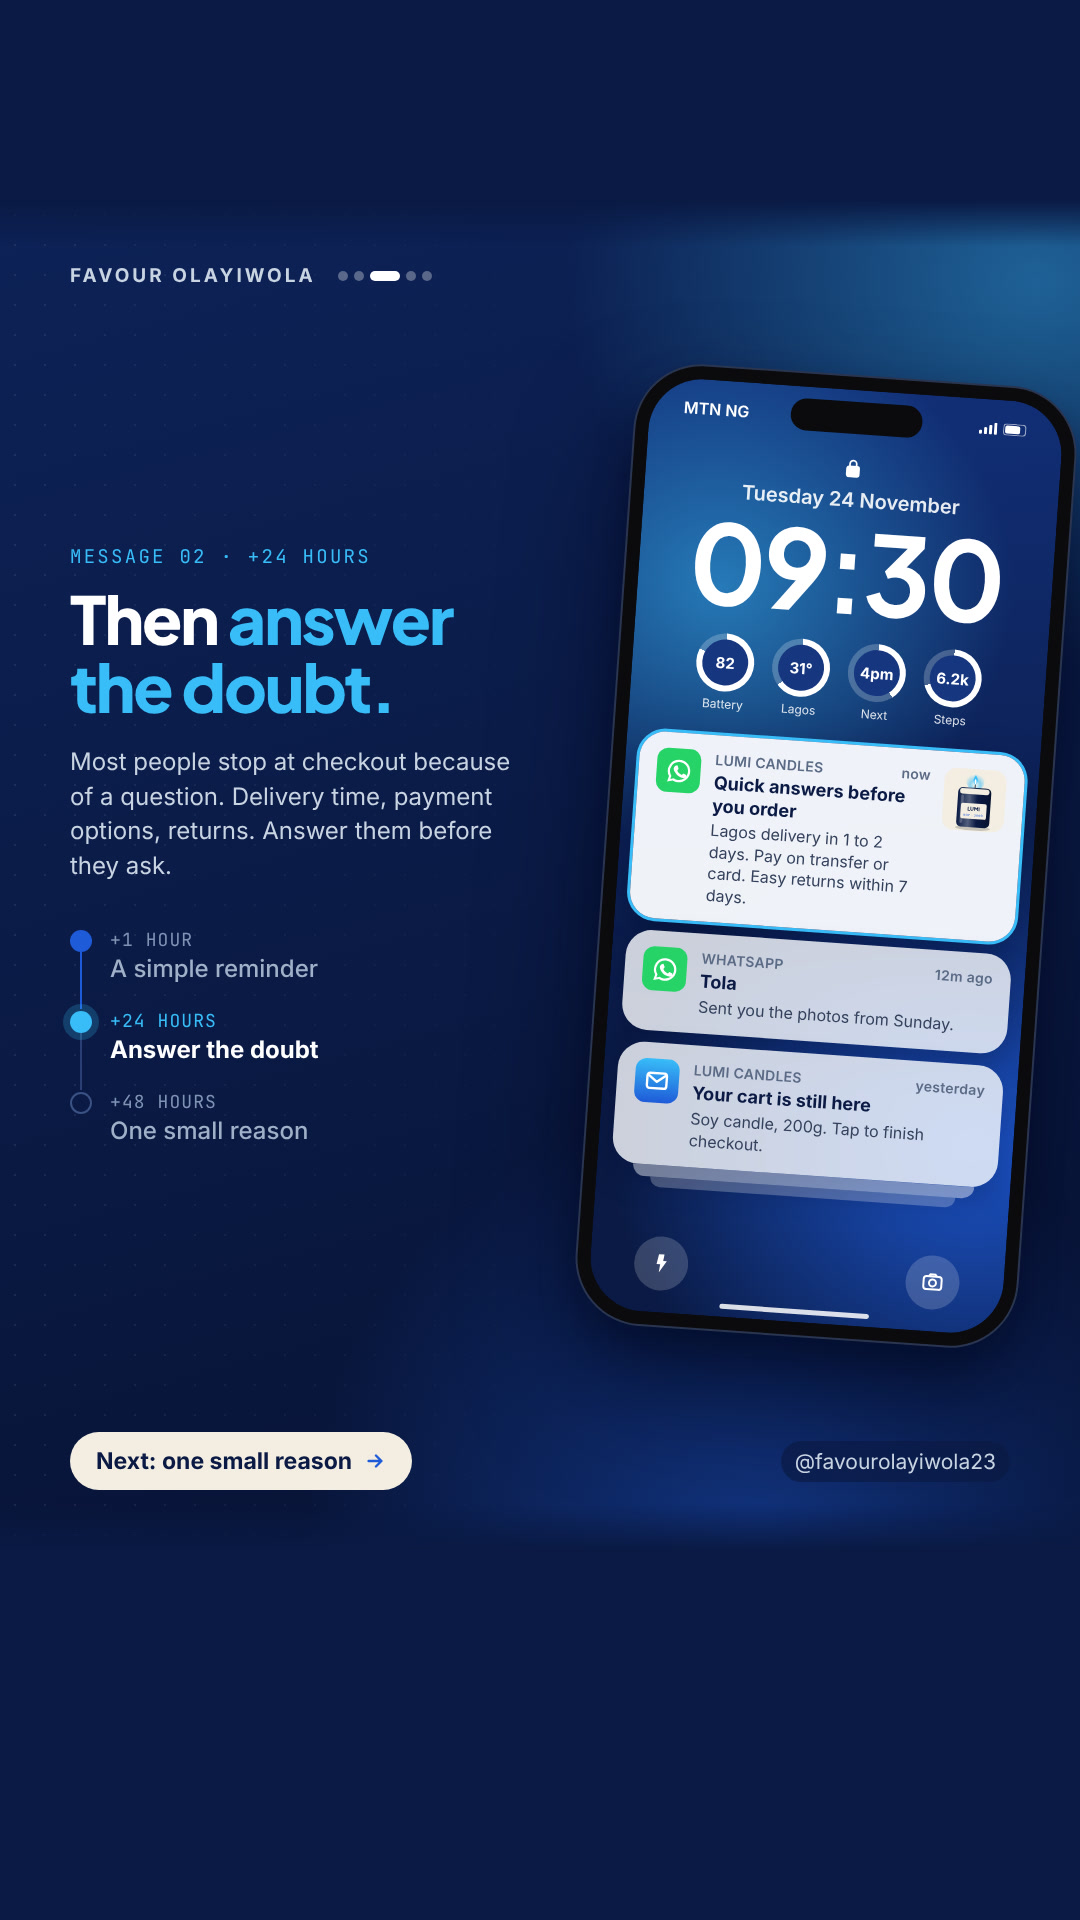 FAVOUR OLAYIWOLA
MESSAGE 02 · +24 HOURS
Then answer
the doubt.
Most people stop at checkout because
of a question. Delivery time, payment
options, returns. Answer them before
they ask.
+1 HOUR
A simple reminder
+24 HOURS
Answer the doubt
+48 HOURS
One small reason
MTN NG
Tuesday 24 November
09:30
82
31°
4pm
6.2k
Battery
Lagos
Next
Steps
LUMI CANDLES
now
Quick answers before
you order
Lagos delivery in 1 to 2
days. Pay on transfer or
card. Easy returns within 7
days.
LUMI
WHATSAPP
12m ago
Tola
Sent you the photos from Sunday.
LUMI CANDLES
yesterday
Your cart is still here
Soy candle, 200g. Tap to finish
checkout.
Next: one small reason →
@favourolayiwola23